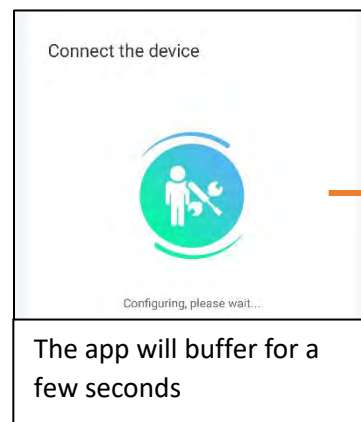 Connect the device
Configuring, please wait...
The app will buffer for a
few seconds